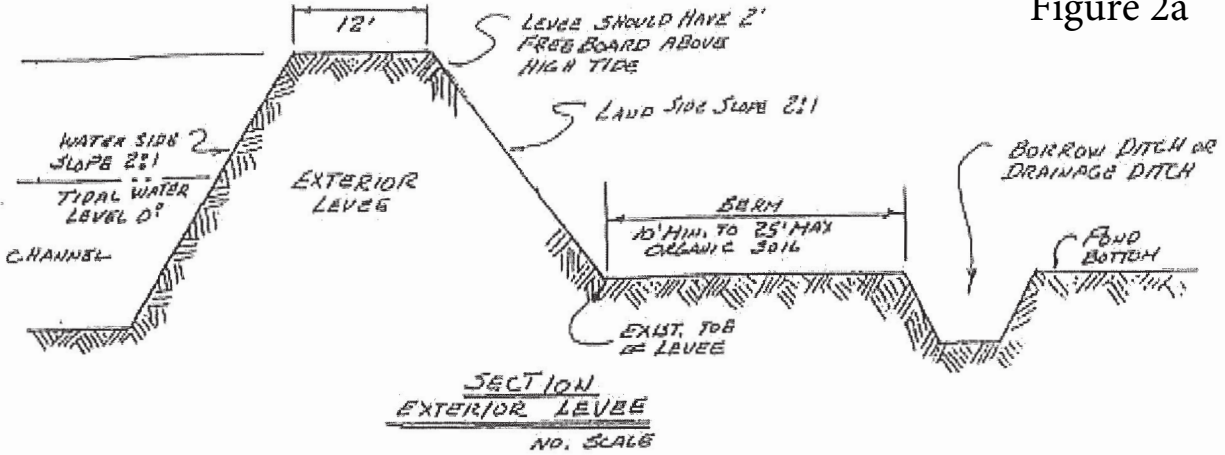 Figure 2a
12'
LEVEE SHOULD HAVE 2'
FREE BOARD ABOVE
HIGH TIDE
LAND SIDE SLOPE 2:1
WATER SIDE
SLOPE 2:1
TIDAL WATER
LEVEL 0°
CHANNEL
EXTERIOR
LEVEE
BERM
10' MIN. TO 25' MAX
ORGANIC SOIL
BORROW DITCH OR
DRAINAGE DITCH
POND
BOTTOM
EXIST. TOE
OF LEVEE
SECTION
EXTERIOR LEVEE
NO. SCALE